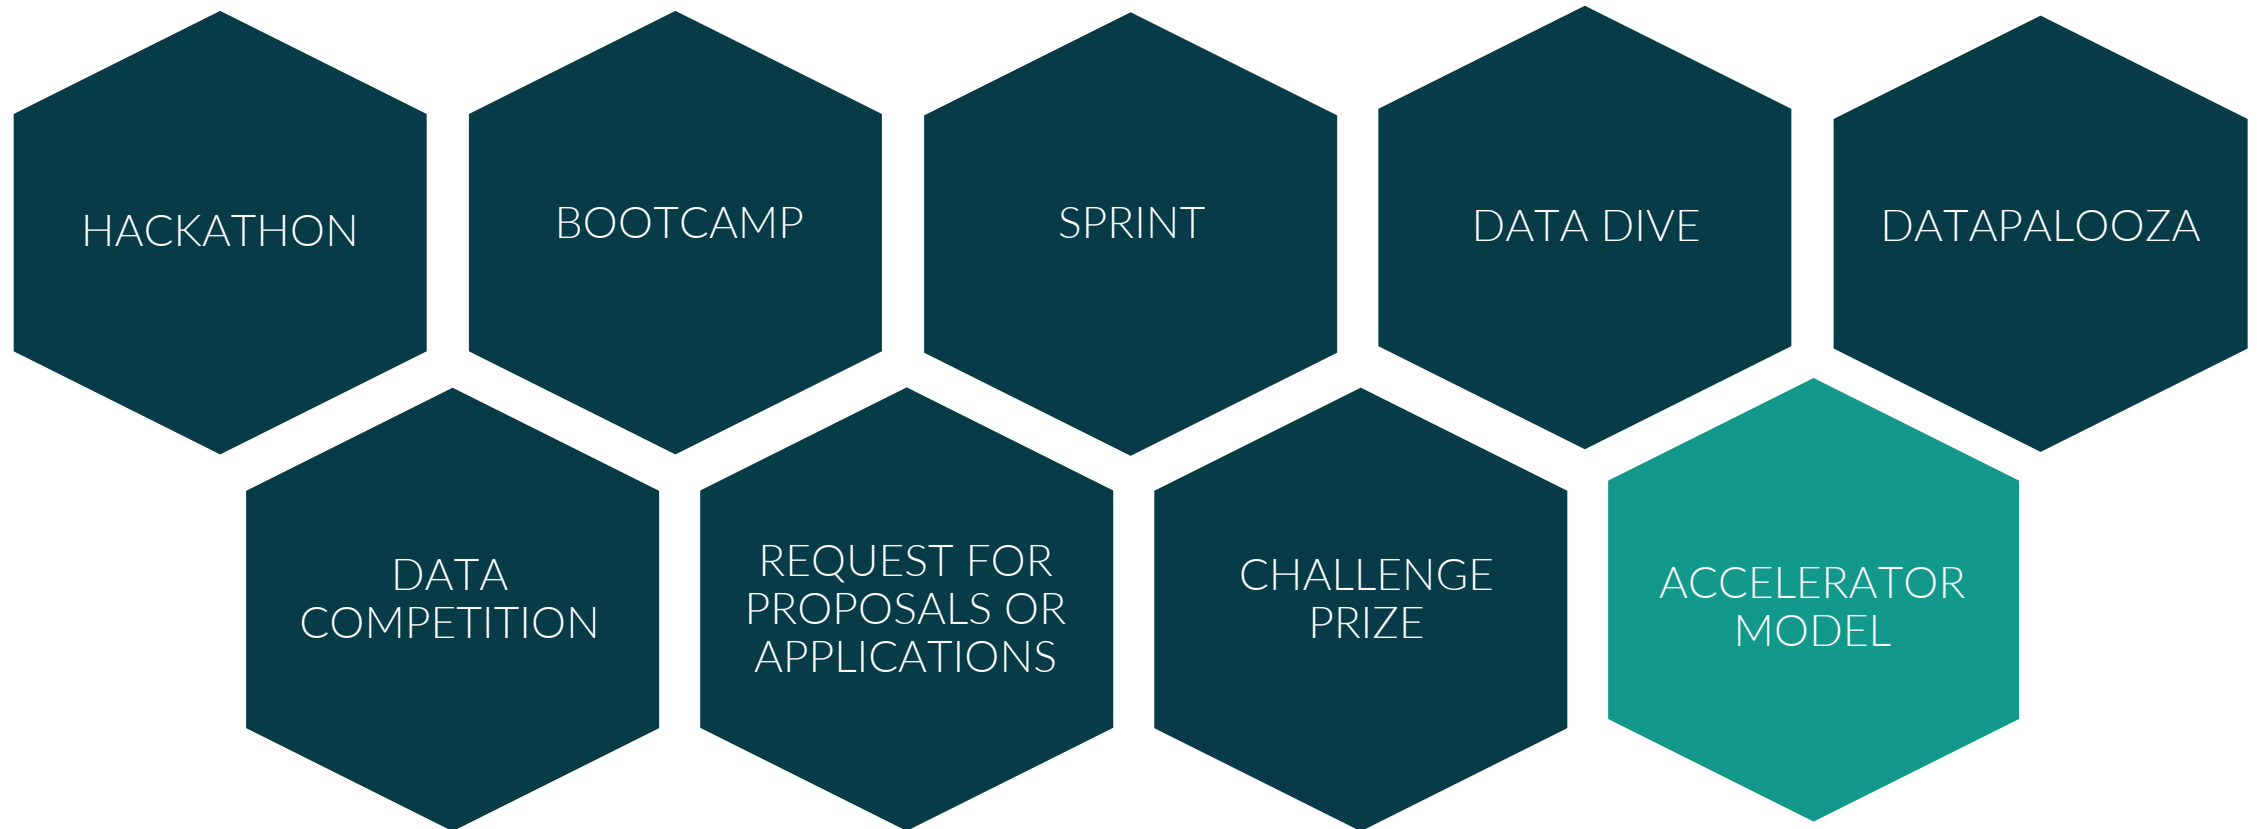 HACKATHON
BOOTCAMP
SPRINT
DATA DIVE
DATAPALOOZA
DATA
COMPETITION
REQUEST FOR
PROPOSALS OR
APPLICATIONS
CHALLENGE
PRIZE
ACCELERATOR
MODEL